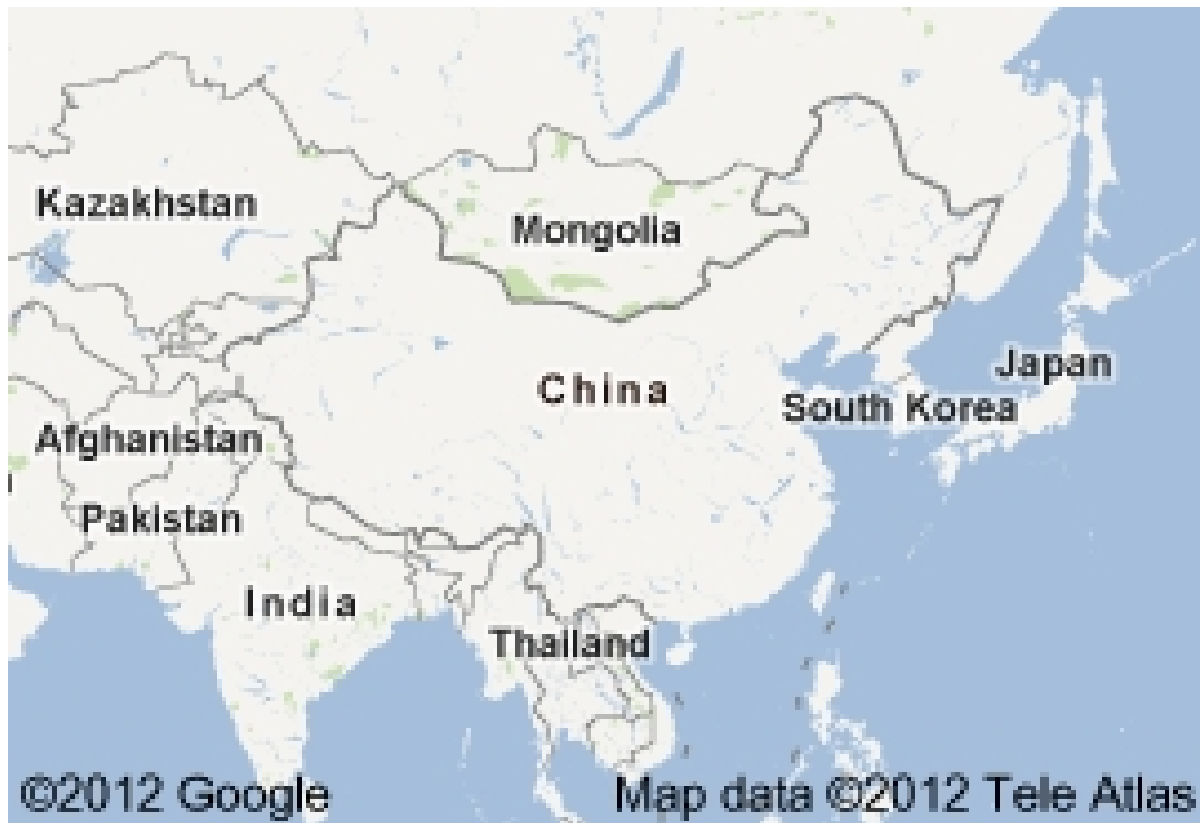 Kazakhstan
Mongolia
Japan
China
South Korea
Afghanistan
Pakistan
India
Thailand
©2012 Google
Map data ©2012 Tele Atlas